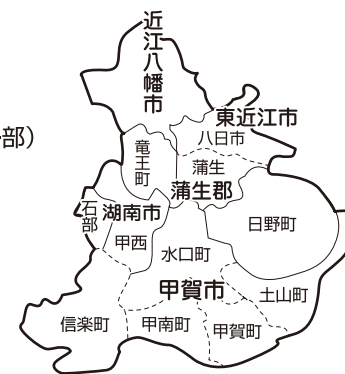 近江八幡市
部）
東近江市
八日市
竜王町
蒲生
蒲生郡
石部
湖南市
甲西
日野町
水口町
甲賀市
土山町
信楽町
甲南町
甲賀町